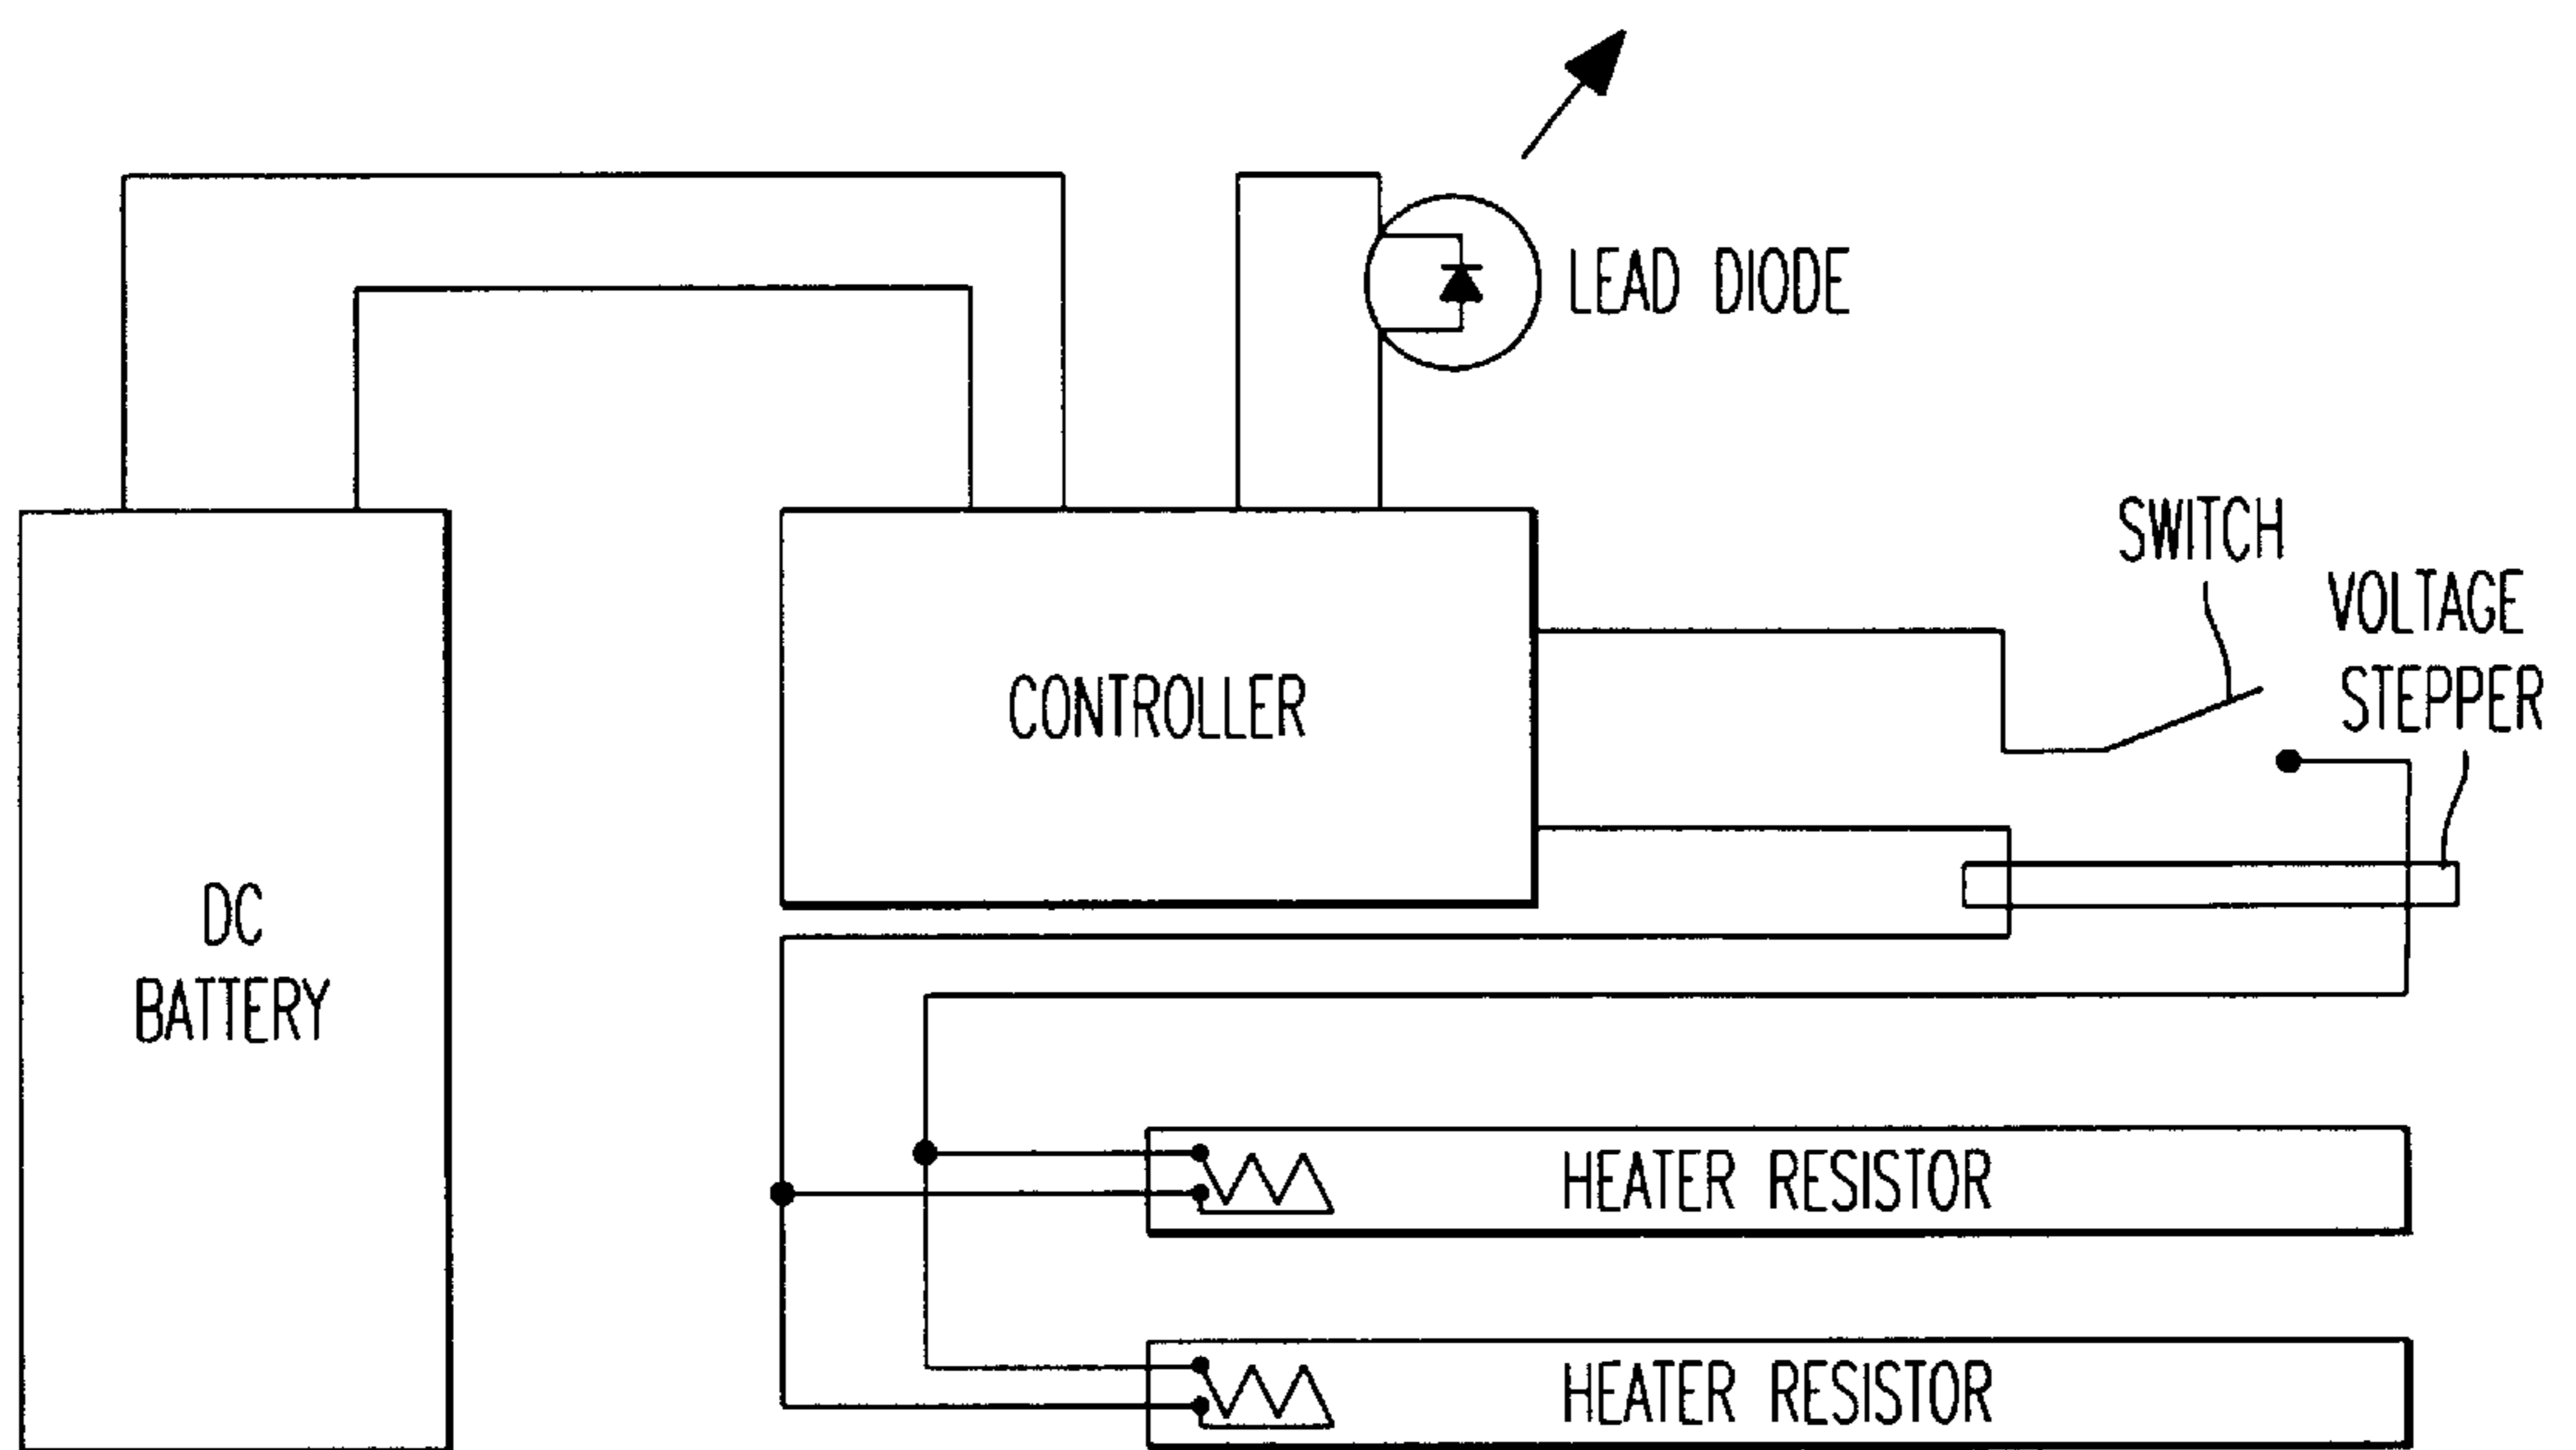 LEAD DIODE
SWITCH
VOLTAGE
STEPPER
CONTROLLER
DC
BATTERY
HEATER RESISTOR
HEATER RESISTOR